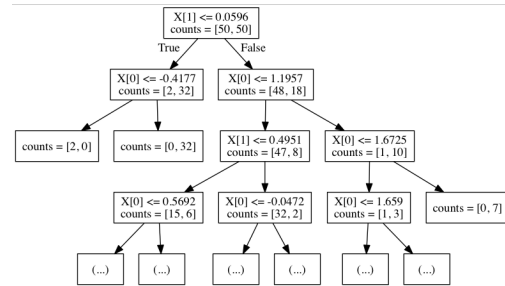 X[1] <= 0.0596
counts = [50, 50]
True
False
X[0] <= -0.4177
counts = [2, 32]
X[0] <= 1.1957
counts = [48, 18]
counts = [2, 0]
counts = [0, 32]
X[1] <= 0.4951
counts = [47, 8]
X[0] <= 1.6725
counts = [1, 10]
X[0] <= 0.5692
counts = [15, 6]
X[0] <= -0.0472
counts = [32, 2]
X[0] <= 1.659
counts = [1, 3]
counts = [0, 7]
(...)
(...)
(...)
(...)
(...)
(...)